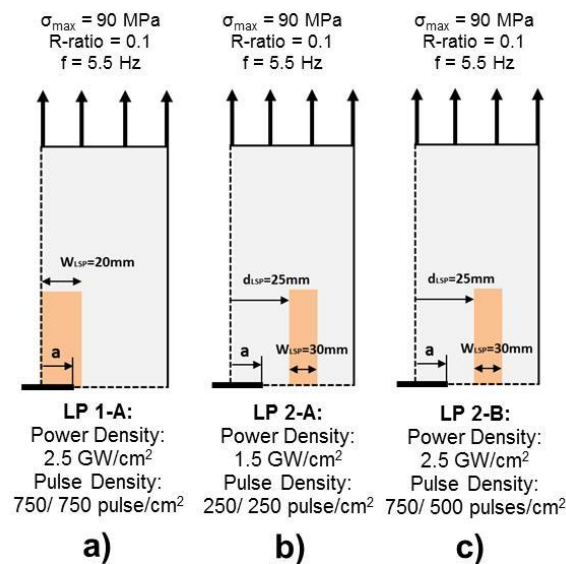 σmax = 90 MPa
R-ratio = 0.1
f = 5.5 Hz
WLSP=20mm
a
LP 1-A:
Power Density:
2.5 GW/cm²
Pulse Density:
750/ 750 pulse/cm²
a)
σmax = 90 MPa
R-ratio = 0.1
f = 5.5 Hz
dLSP=25mm
a
WLSP=30mm
LP 2-A:
Power Density:
1.5 GW/cm²
Pulse Density:
250/ 250 pulse/cm²
b)
σmax = 90 MPa
R-ratio = 0.1
f = 5.5 Hz
dLSP=25mm
a
WLSP=30mm
LP 2-B:
Power Density:
2.5 GW/cm²
Pulse Density:
750/ 500 pulses/cm²
c)